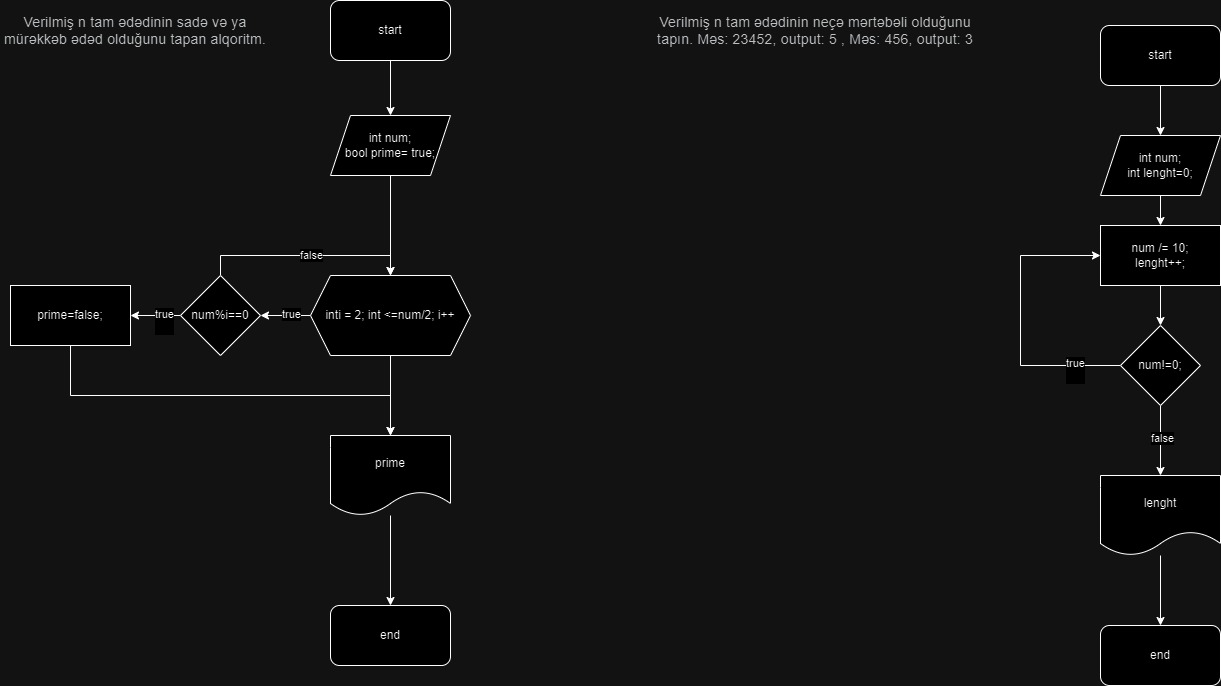 Verilmiş n tam ədədinin sadə və ya
mürəkkəb ədəd olduğunu tapan alqoritm.
start
int num;
bool prime= true;
false
inti = 2; int <=num/2; i++
true
num%i==0
true
prime=false;
prime
end
Verilmiş n tam ədədinin neçə mərtəbəli olduğunu
tapın. Məs: 23452, output: 5 , Məs: 456, output: 3
start
int num;
int lenght=0;
num /= 10;
lenght++;
num!=0;
true
false
lenght
end